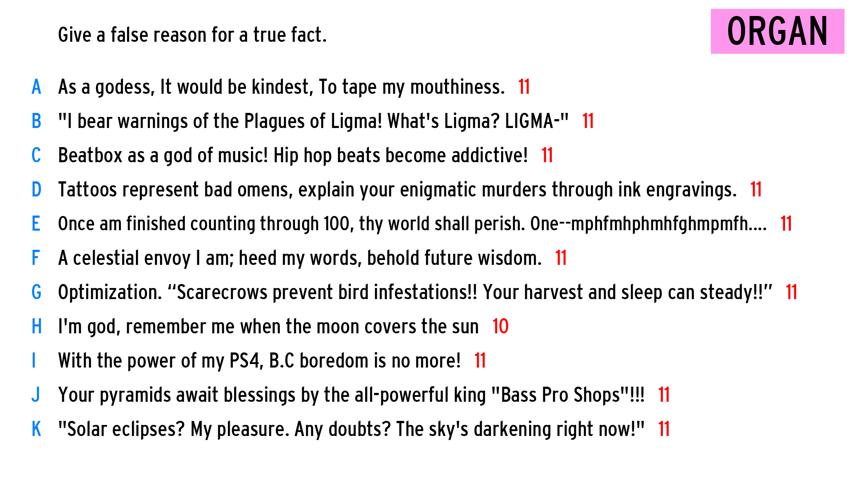 Give a false reason for a true fact.
ORGAN
A As a godess, It would be kindest, To tape my mouthiness. 11
B "I bear warnings of the Plagues of Ligma! What's Ligma? LIGMA-" 11
C Beatbox as a god of music! Hip hop beats become addictive! 11
D Tattoos represent bad omens, explain your enigmatic murders through ink engravings. 11
E Once am finished counting through 100, thy world shall perish. One--mphfmhphmhfghmpmfh.... 11
F A celestial envoy I am; heed my words, behold future wisdom. 11
G Optimization. “Scarecrows prevent bird infestations!! Your harvest and sleep can steady!!” 11
H I'm god, remember me when the moon covers the sun 10
I With the power of my PS4, B.C boredom is no more! 11
J Your pyramids await blessings by the all-powerful king "Bass Pro Shops"!!! 11
K "Solar eclipses? My pleasure. Any doubts? The sky's darkening right now!" 11